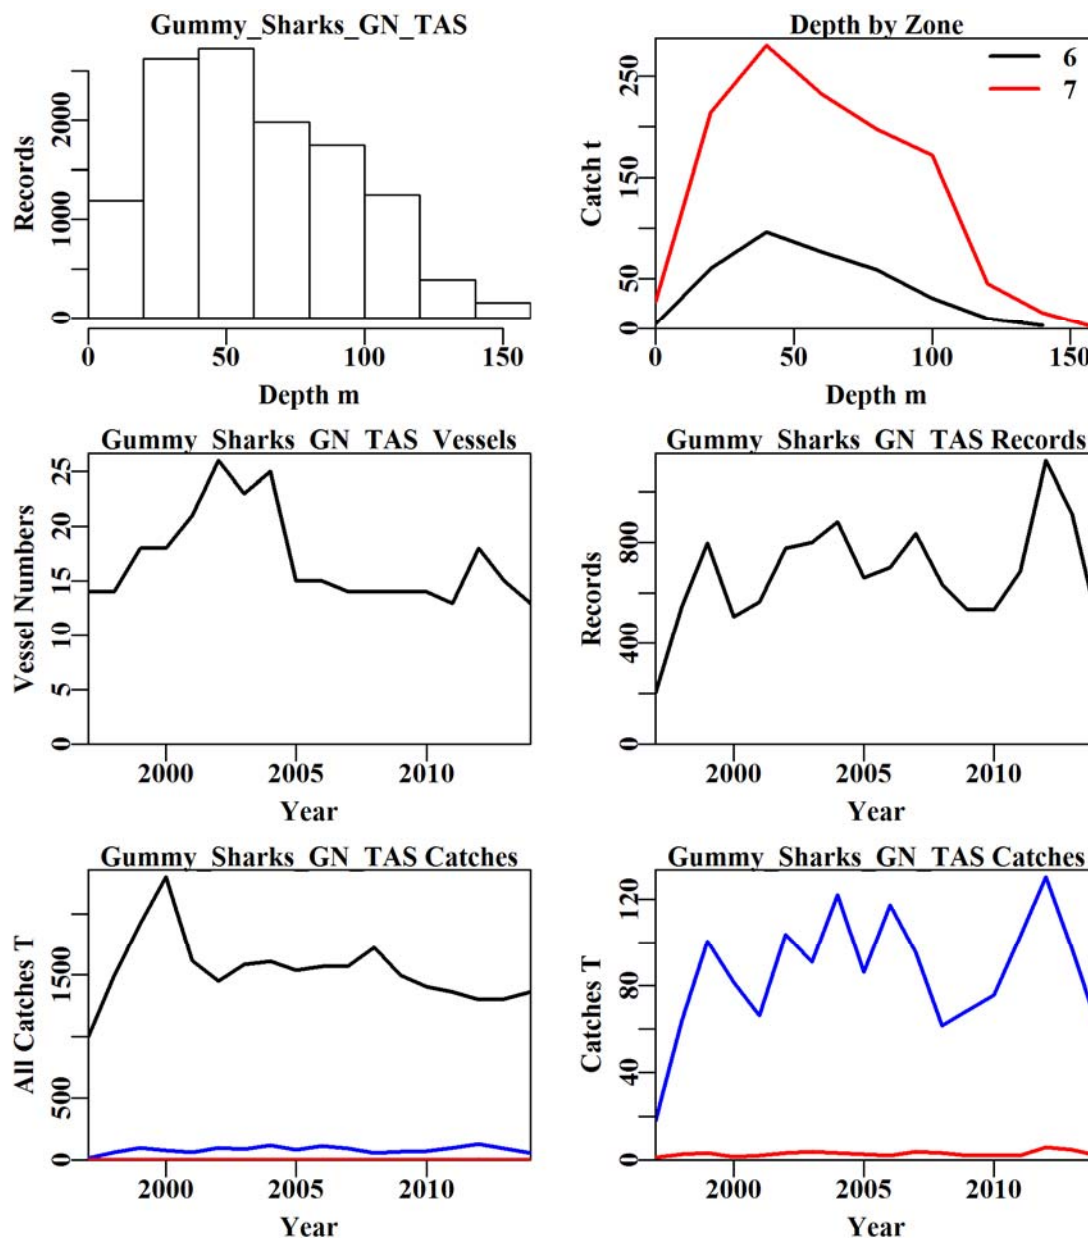 Gummy_Sharks_GN_TAS
Records
0 1000 2000
0 50 100 150
Depth m
Depth by Zone
6
7
Catch t
0 50 150 250
0 50 100 150
Depth m
Gummy_Sharks_GN_TAS_Vessels
Vessel Numbers
0 5 10 15 20 25
2000 2005 2010
Year
Gummy_Sharks_GN_TAS Records
Records
0 400 800
2000 2005 2010
Year
Gummy_Sharks_GN_TAS Catches
All Catches T
0 500 1500
2000 2005 2010
Year
Gummy_Sharks_GN_TAS Catches
Catches T
0 40 80 120
2000 2005 2010
Year